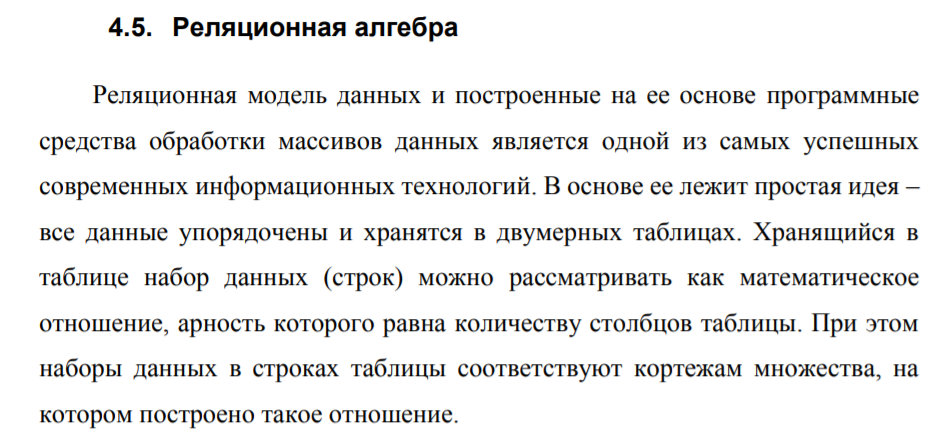 4.5. Реляционная алгебра
Реляционная модель данных и построенные на ее основе программные
средства обработки массивов данных является одной из самых успешных
современных информационных технологий. В основе ее лежит простая идея –
все данные упорядочены и хранятся в двумерных таблицах. Хранящийся в
таблице набор данных (строк) можно рассматривать как математическое
отношение, арность которого равна количеству столбцов таблицы. При этом
наборы данных в строках таблицы соответствуют кортежам множества, на
котором построено такое отношение.